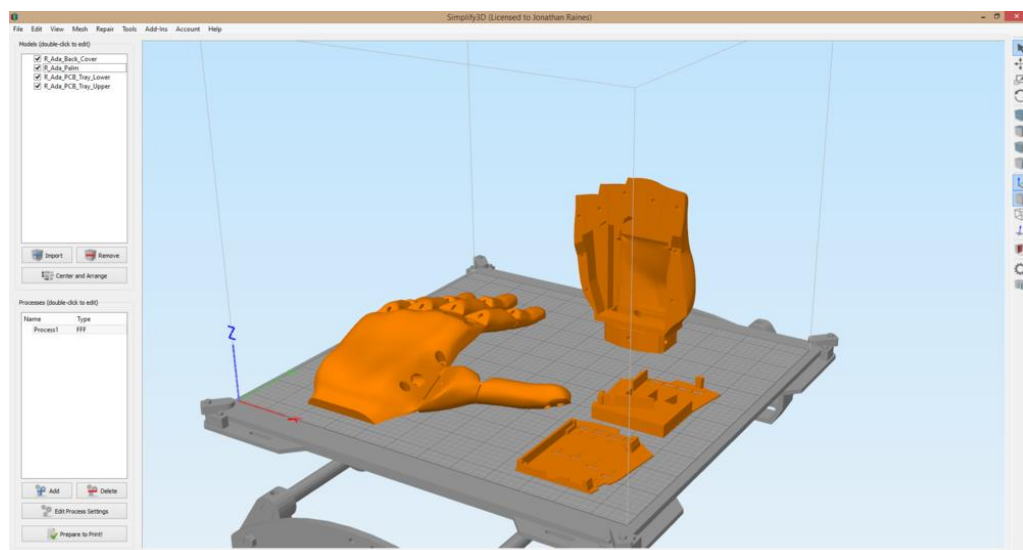 Simplify3D (Licensed to Jonathan Raines)
File Edit View Mesh Repair Tools Add-Ins Account Help
Models (double-click to edit)
R_Ada_Back_Cover
R_Ada_Palm
R_Ada_PCB_Tray_Lower
R_Ada_PCB_Tray_Upper
Import Remove
Center and Arrange
Processes (double-click to edit)
Name Type
Process1 FFF
Add Delete
Edit Process Settings
Prepare to Print!
Z